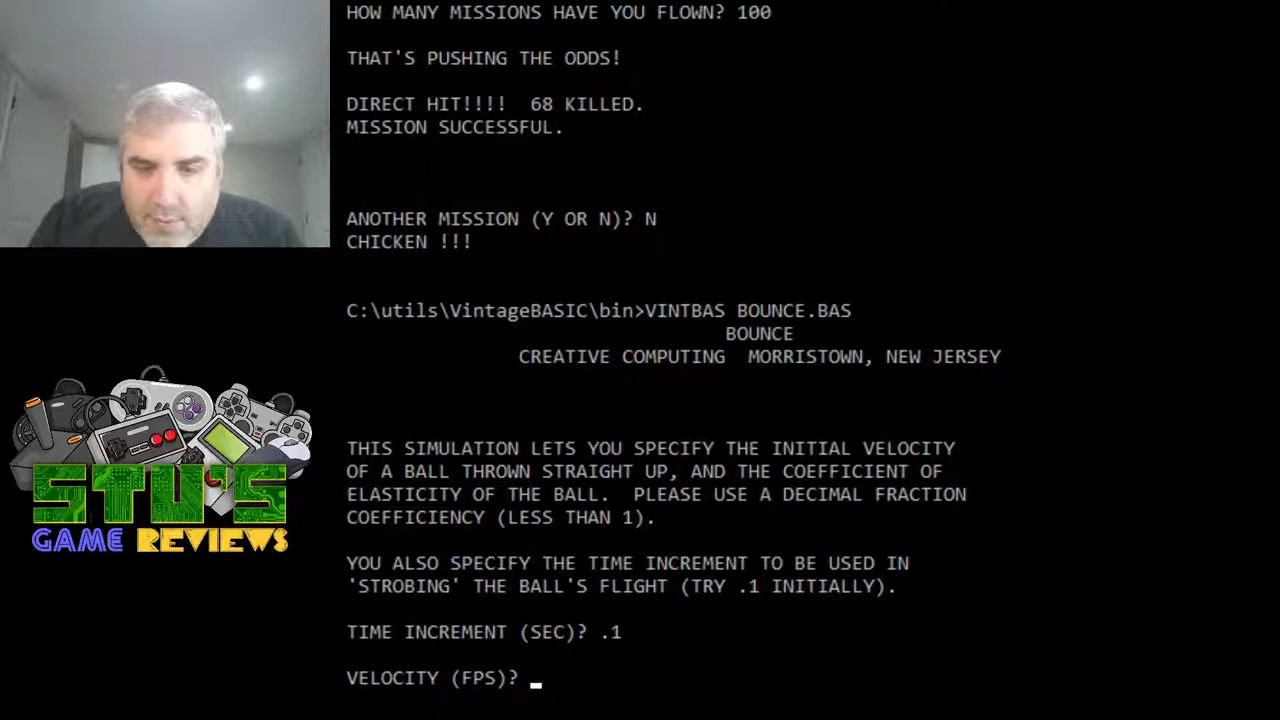 HOW MANY MISSIONS HAVE YOU FLOWN? 100
THAT'S PUSHING THE ODDS!
DIRECT HIT!!!!  68 KILLED.
MISSION SUCCESSFUL.
ANOTHER MISSION (Y OR N)? N
CHICKEN !!!
C:\utils\VintageBASIC\bin>VINTBAS BOUNCE.BAS
BOUNCE
CREATIVE COMPUTING  MORRISTOWN, NEW JERSEY
THIS SIMULATION LETS YOU SPECIFY THE INITIAL VELOCITY
OF A BALL THROWN STRAIGHT UP, AND THE COEFFICIENT OF
ELASTICITY OF THE BALL.  PLEASE USE A DECIMAL FRACTION
COEFFICIENCY (LESS THAN 1).
YOU ALSO SPECIFY THE TIME INCREMENT TO BE USED IN
'STROBING' THE BALL'S FLIGHT (TRY .1 INITIALLY).
TIME INCREMENT (SEC)? .1
VELOCITY (FPS)?
STU'S
GAME REVIEWS